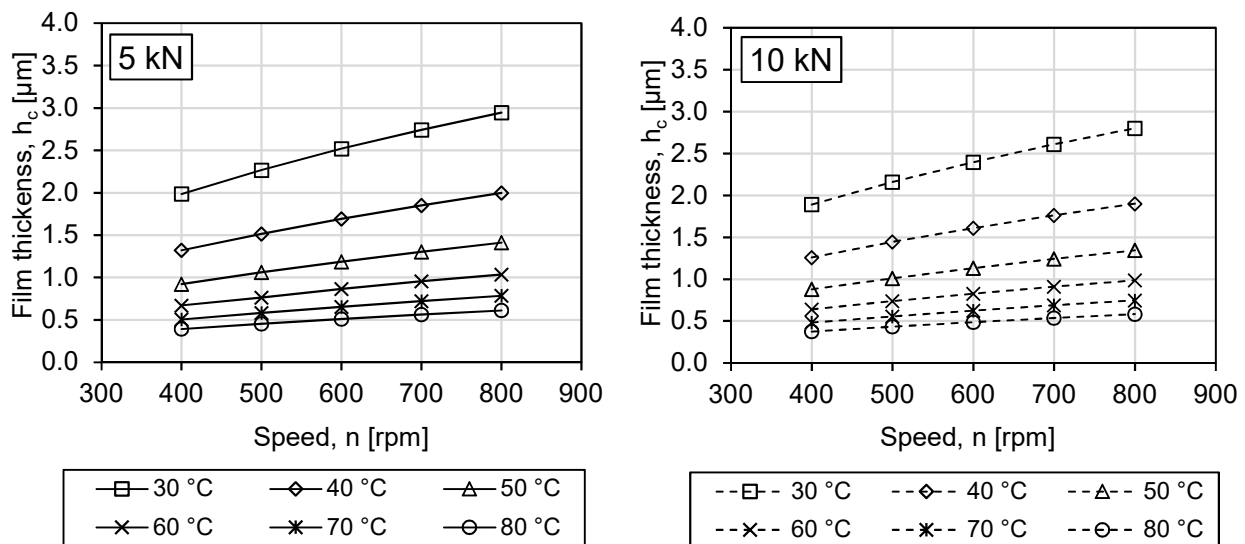 5 kN
4.0
3.5
3.0
2.5
2.0
1.5
1.0
0.5
0.0
Film thickenss, h_c [µm]
300 400 500 600 700 800 900
Speed, n [rpm]
30 °C 40 °C 50 °C
60 °C 70 °C 80 °C
10 kN
4.0
3.5
3.0
2.5
2.0
1.5
1.0
0.5
0.0
Film thickness, h_c [µm]
300 400 500 600 700 800 900
Speed, n [rpm]
30 °C 40 °C 50 °C
60 °C 70 °C 80 °C